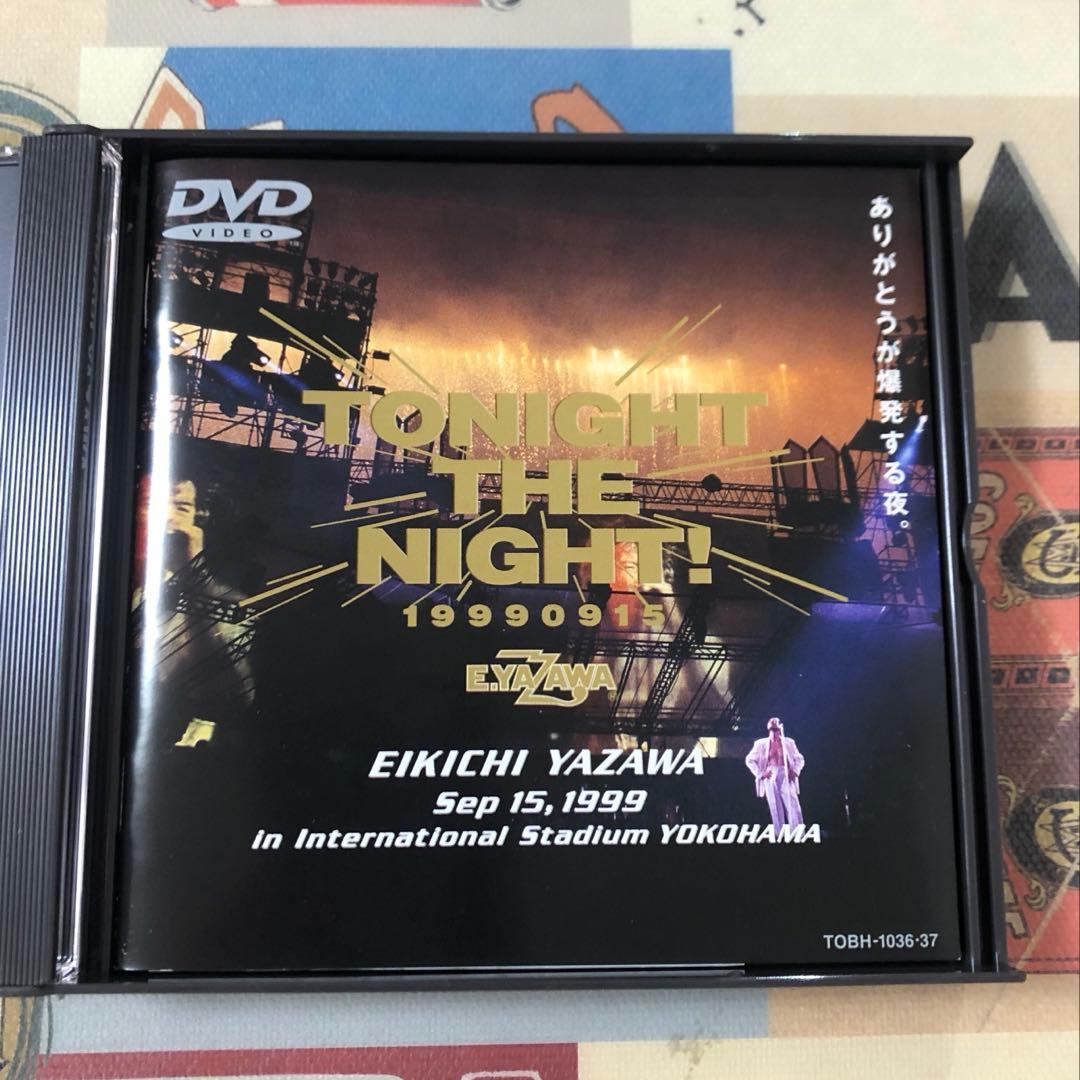 DVD
VIDEO
TM
ありがとうが爆発する夜。
TONIGHT
THE
NIGHT!
19990915
E.YAZAWA
EIKICHI YAZAWA
Sep 15, 1999
in International Stadium YOKOHAMA
TOBH-1036·37
A